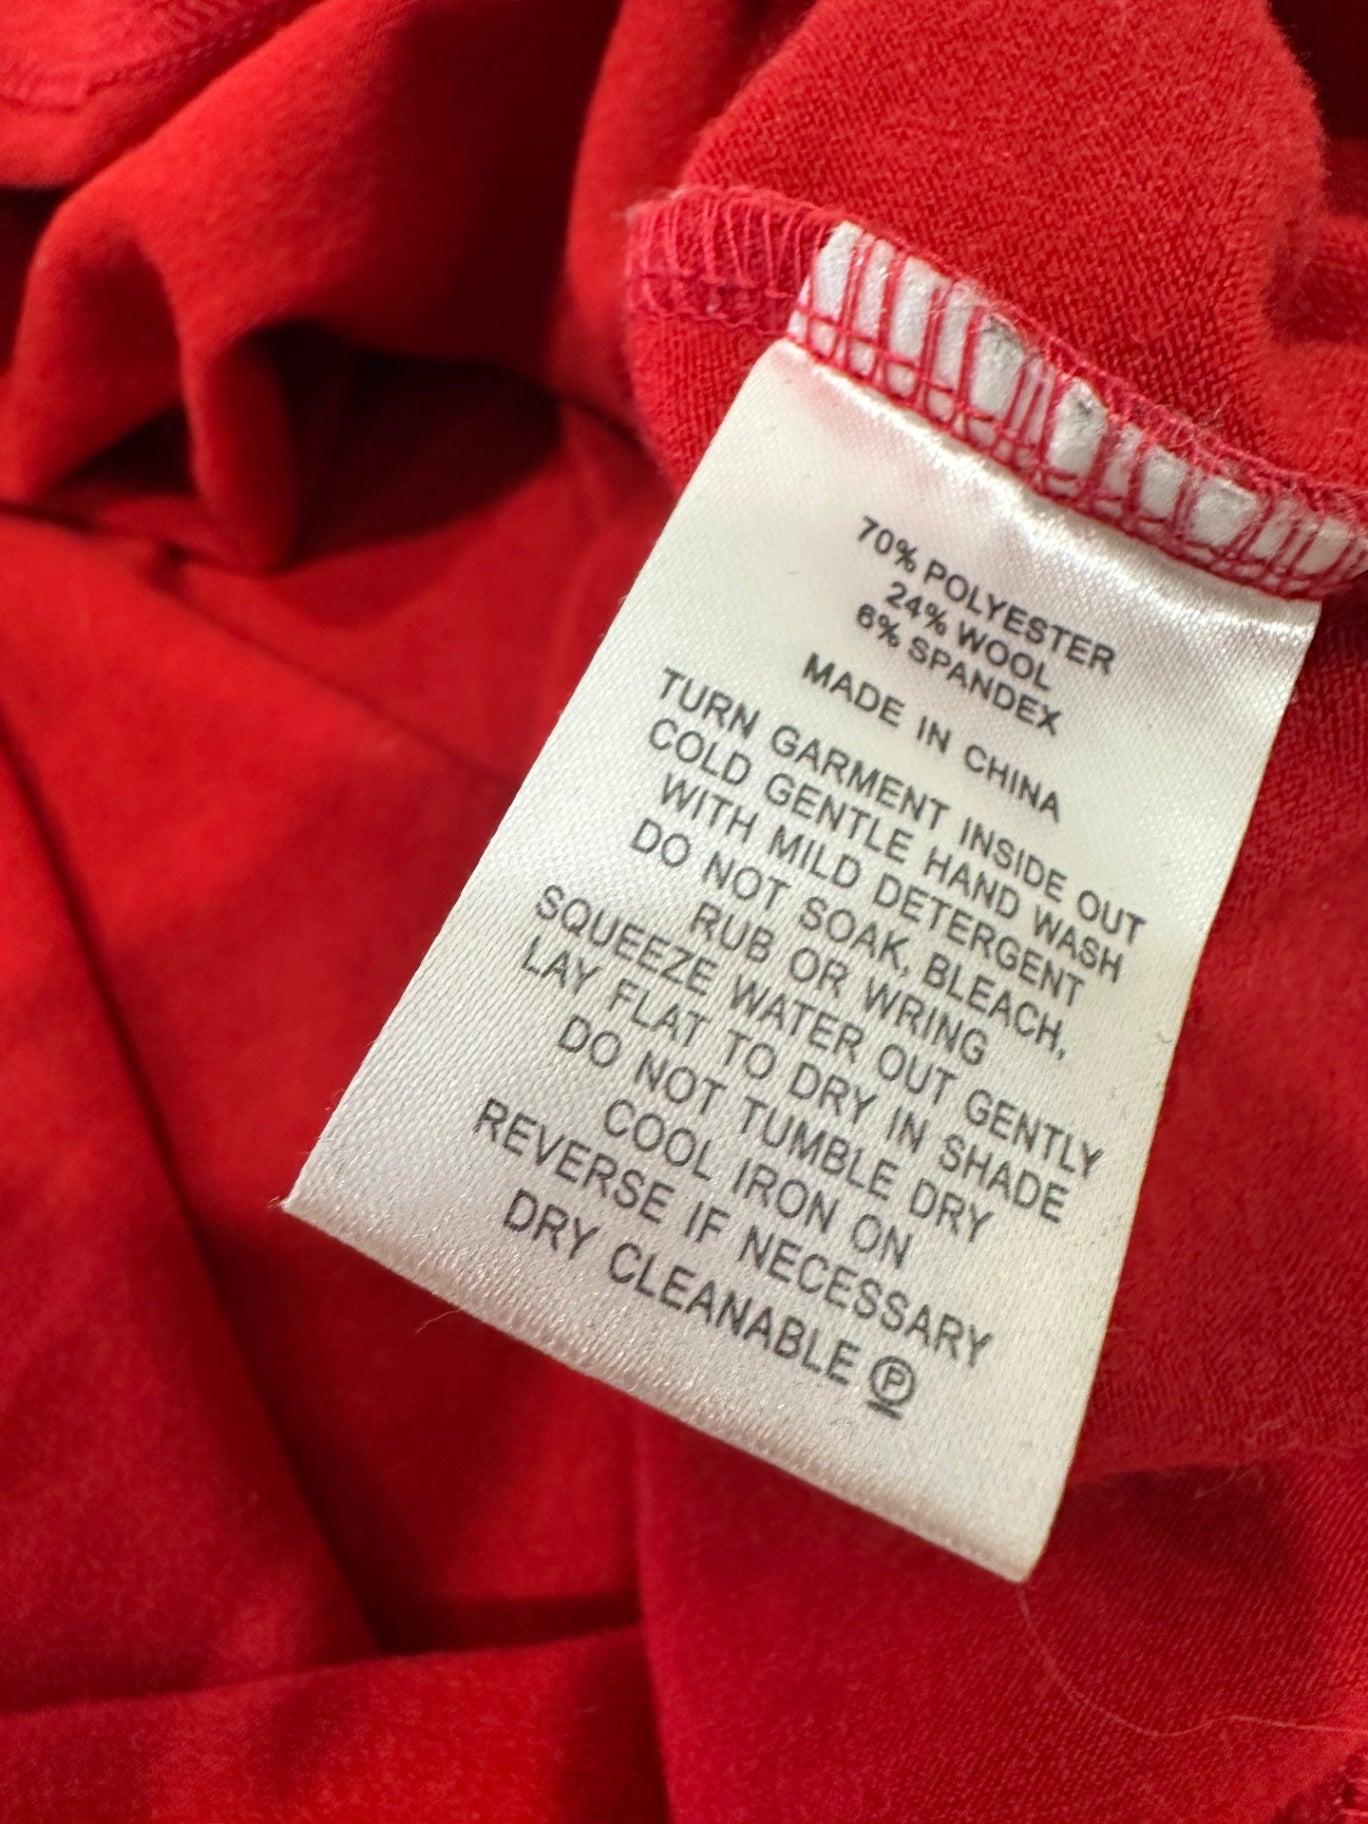 70% POLYESTER
24% WOOL
6% SPANDEX
MADE IN CHINA
TURN GARMENT INSIDE OUT
COLD GENTLE HAND WASH
WITH MILD DETERGENT
DO NOT SOAK, BLEACH,
RUB OR WRING
SQUEEZE WATER OUT GENTLY
LAY FLAT TO DRY IN SHADE
DO NOT TUMBLE DRY
COOL IRON ON
REVERSE IF NECESSARY
DRY CLEANABLE Ⓟ